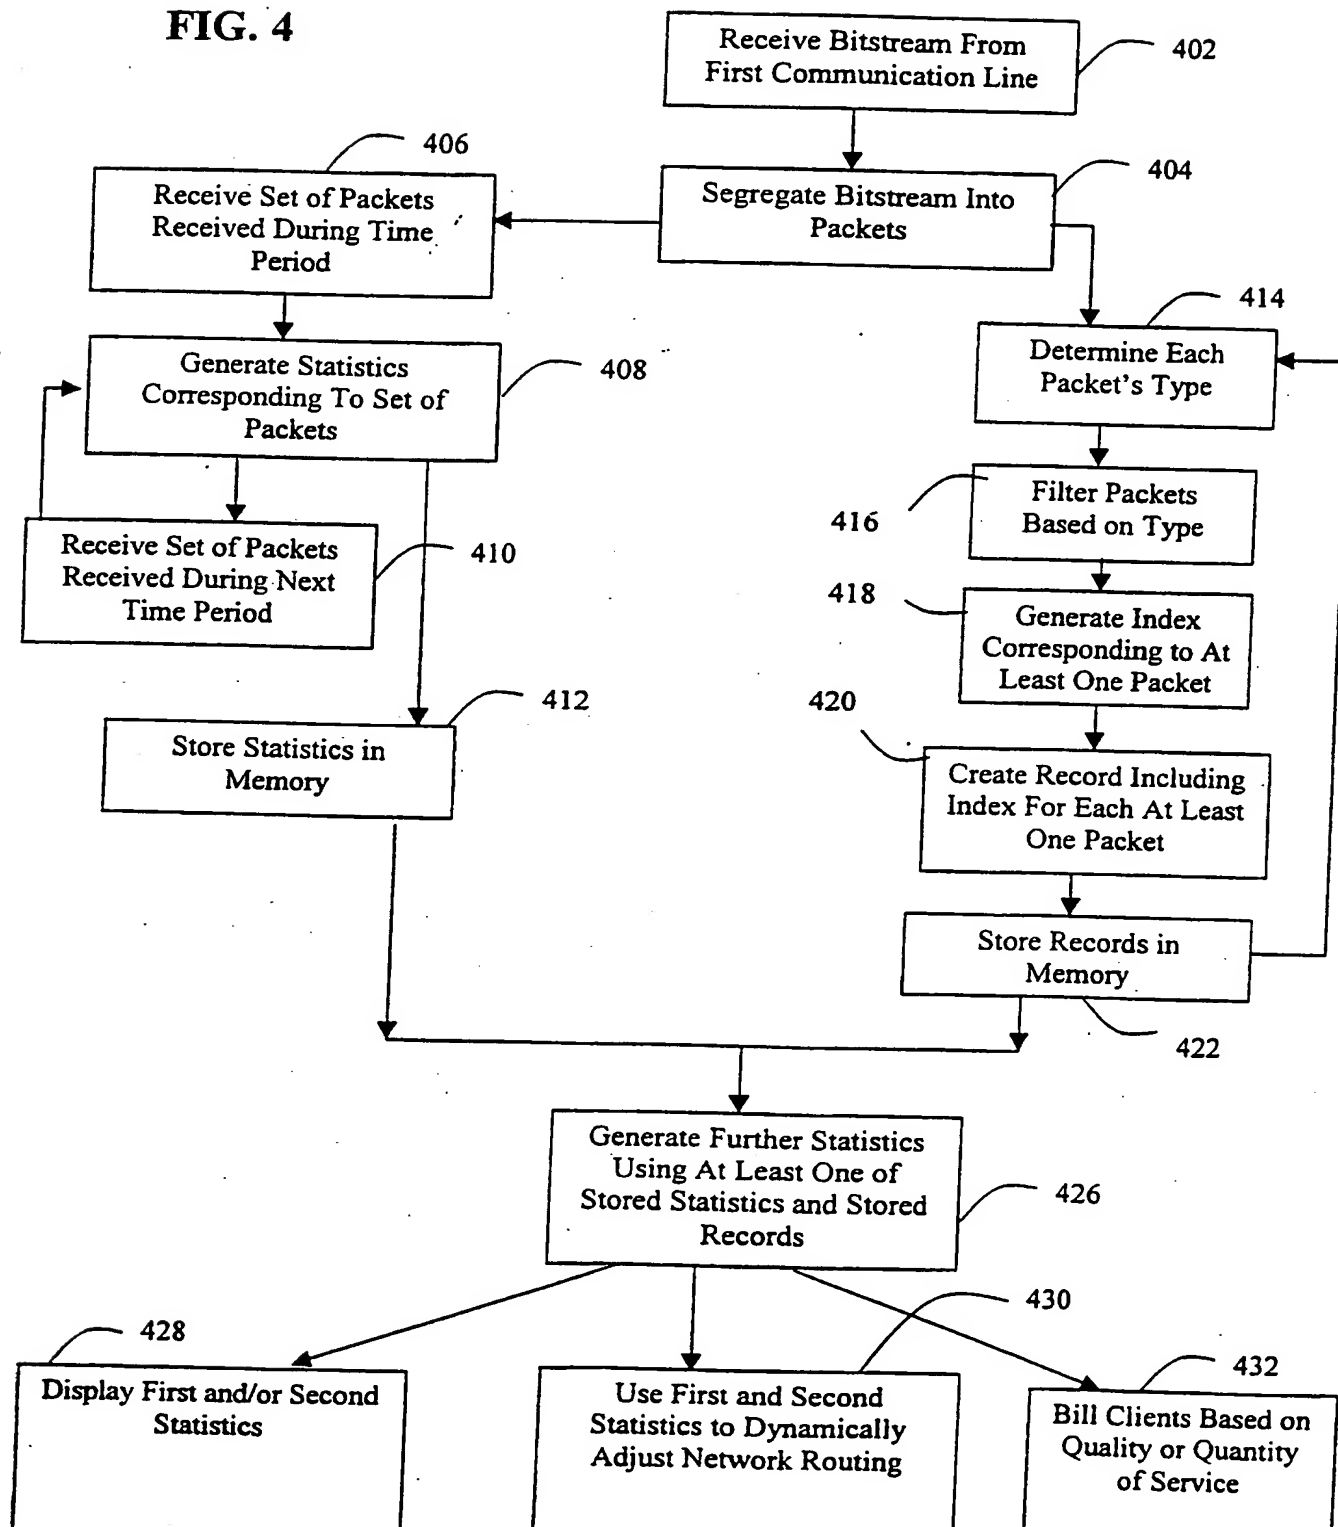 FIG. 4
Receive Bitstream From
First Communication Line
402
Segregate Bitstream Into
Packets
404
406
Receive Set of Packets
Received During Time
Period
Generate Statistics
Corresponding To Set of
Packets
408
Receive Set of Packets
Received During Next
Time Period
410
412
Store Statistics in
Memory
414
Determine Each
Packet's Type
416
Filter Packets
Based on Type
418
Generate Index
Corresponding to At
Least One Packet
420
Create Record Including
Index For Each At Least
One Packet
Store Records in
Memory
422
Generate Further Statistics
Using At Least One of
Stored Statistics and Stored
Records
426
428
Display First and/or Second
Statistics
430
Use First and Second
Statistics to Dynamically
Adjust Network Routing
432
Bill Clients Based on
Quality or Quantity
of Service